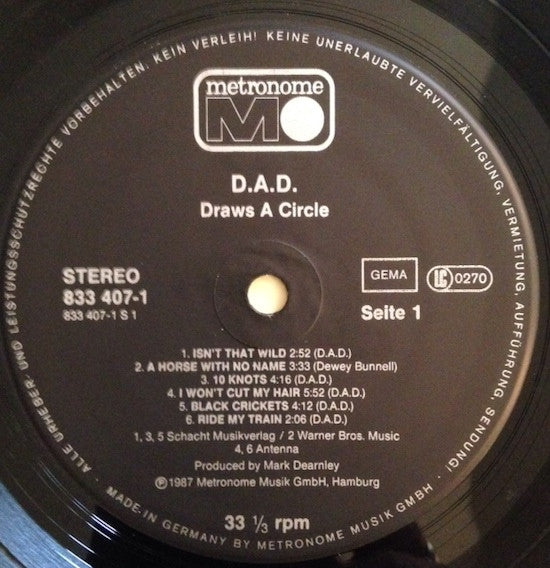 ALLE URHEBER- UND LEISTUNGSSCHUTZRECHTE VORBEHALTEN. KEIN VERLEIH! KEINE UNERLAUBTE VERVIELFÄLTIGUNG, VERMIETUNG, AUFFÜHRUNG, SENDUNG!
metronome
M
D.A.D.
Draws A Circle
STEREO
833 407-1
833 407-1 S 1
GEMA
LC 0270
Seite 1
1. ISN'T THAT WILD 2:52 (D.A.D.)
2. A HORSE WITH NO NAME 3:33 (Dewey Bunnell)
3. 10 KNOTS 4:16 (D.A.D.)
4. I WON'T CUT MY HAIR 5:52 (D.A.D.)
5. BLACK CRICKETS 4:12 (D.A.D.)
6. RIDE MY TRAIN 2:06 (D.A.D.)
1, 3, 5 Schacht Musikverlag / 2 Warner Bros. Music
4, 6 Antenna
Produced by Mark Dearnley
℗1987 Metronome Musik GmbH, Hamburg
33 ⅓ rpm
MADE IN GERMANY BY METRONOME MUSIK GMBH